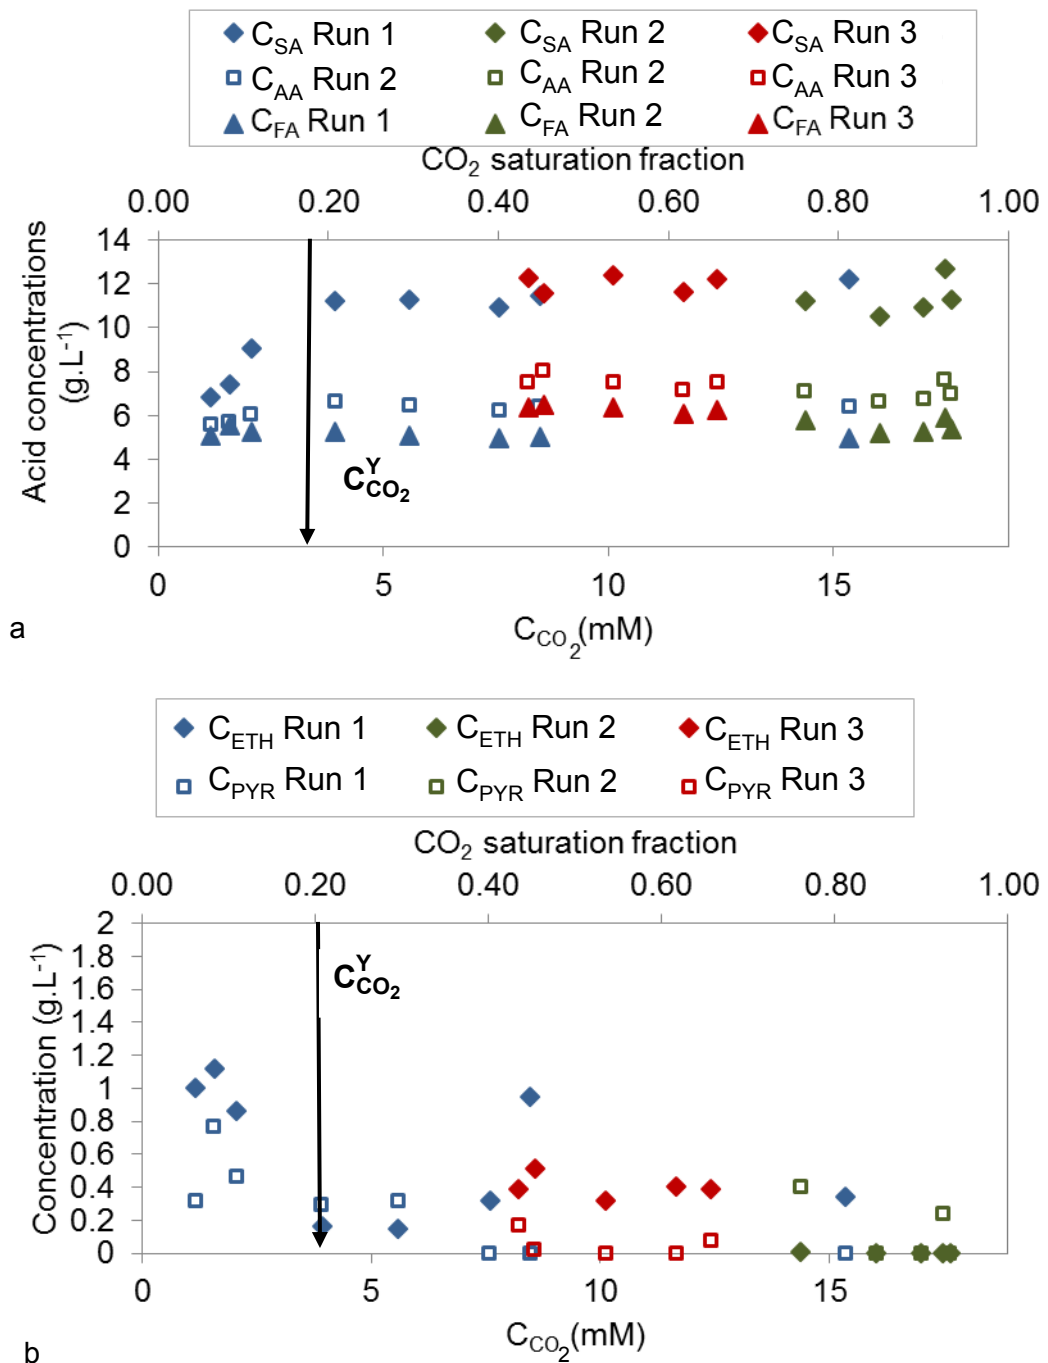 C_SA Run 1 C_SA Run 2 C_SA Run 3
C_AA Run 2 C_AA Run 2 C_AA Run 3
C_FA Run 1 C_FA Run 2 C_FA Run 3
CO₂ saturation fraction
0.00 0.20 0.40 0.60 0.80 1.00
Acid concentrations
(g.L⁻¹)
14
12
10
8
6
4
2
0
C^Y_CO₂
0 5 10 15
C_CO₂(mM)
a
C_ETH Run 1 C_ETH Run 2 C_ETH Run 3
C_PYR Run 1 C_PYR Run 2 C_PYR Run 3
CO₂ saturation fraction
0.00 0.20 0.40 0.60 0.80 1.00
Concentration (g.L⁻¹)
2
1.8
1.6
1.4
1.2
1
0.8
0.6
0.4
0.2
0
C^Y_CO₂
0 5 10 15
C_CO₂(mM)
b